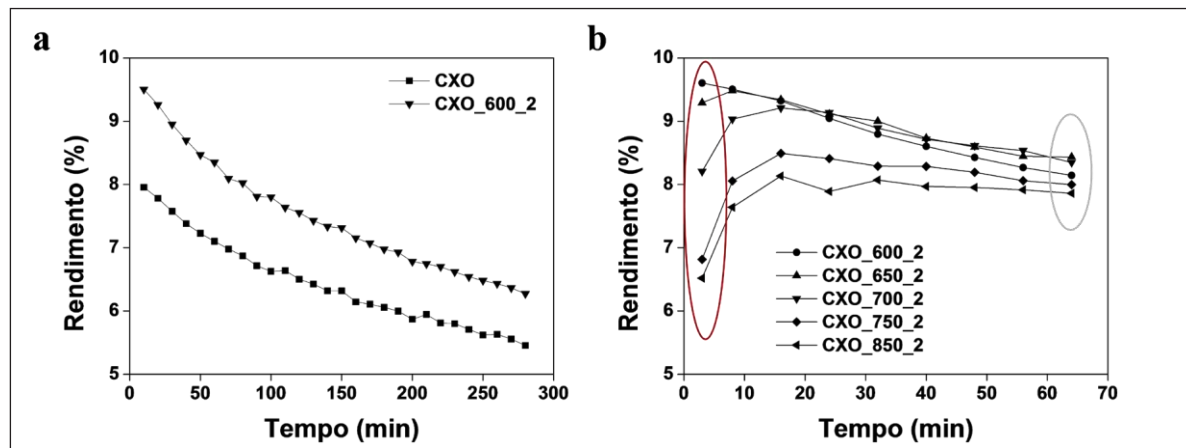 a
10
9
8
7
6
5
Rendimento (%)
0 50 100 150 200 250 300
Tempo (min)
CXO
CXO_600_2
b
10
9
8
7
6
5
Rendimento (%)
0 10 20 30 40 50 60 70
Tempo (min)
CXO_600_2
CXO_650_2
CXO_700_2
CXO_750_2
CXO_850_2